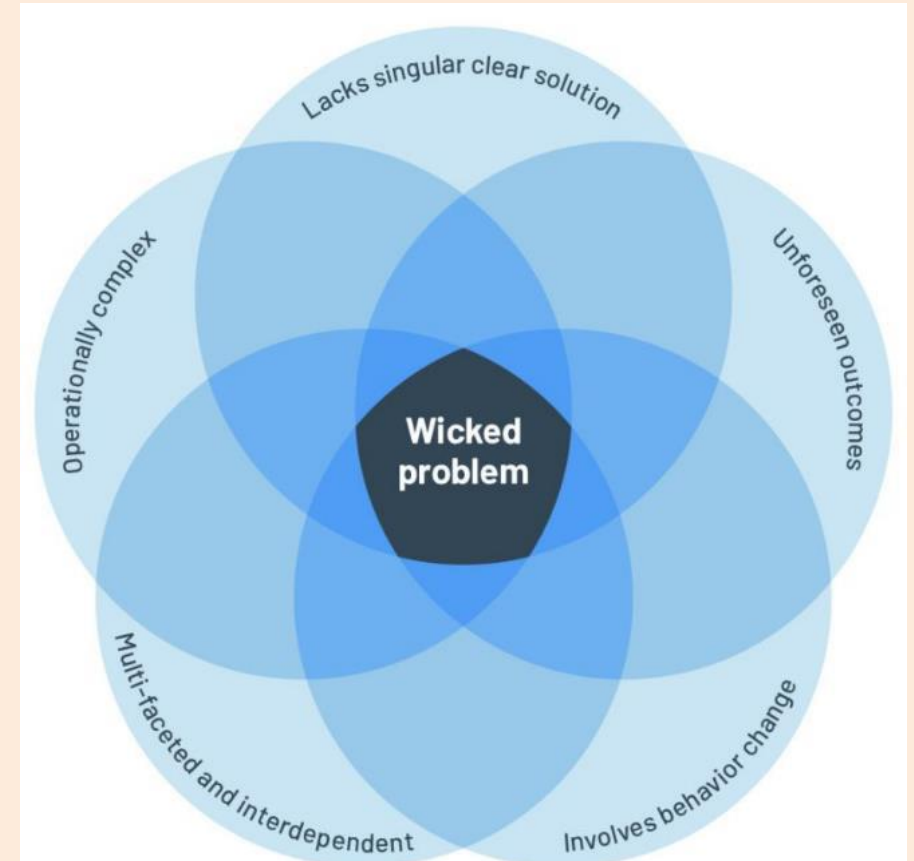 Lacks singular clear solution
Operationally complex
Unforeseen outcomes
Wicked
problem
Multi-faceted and interdependent
Involves behavior change